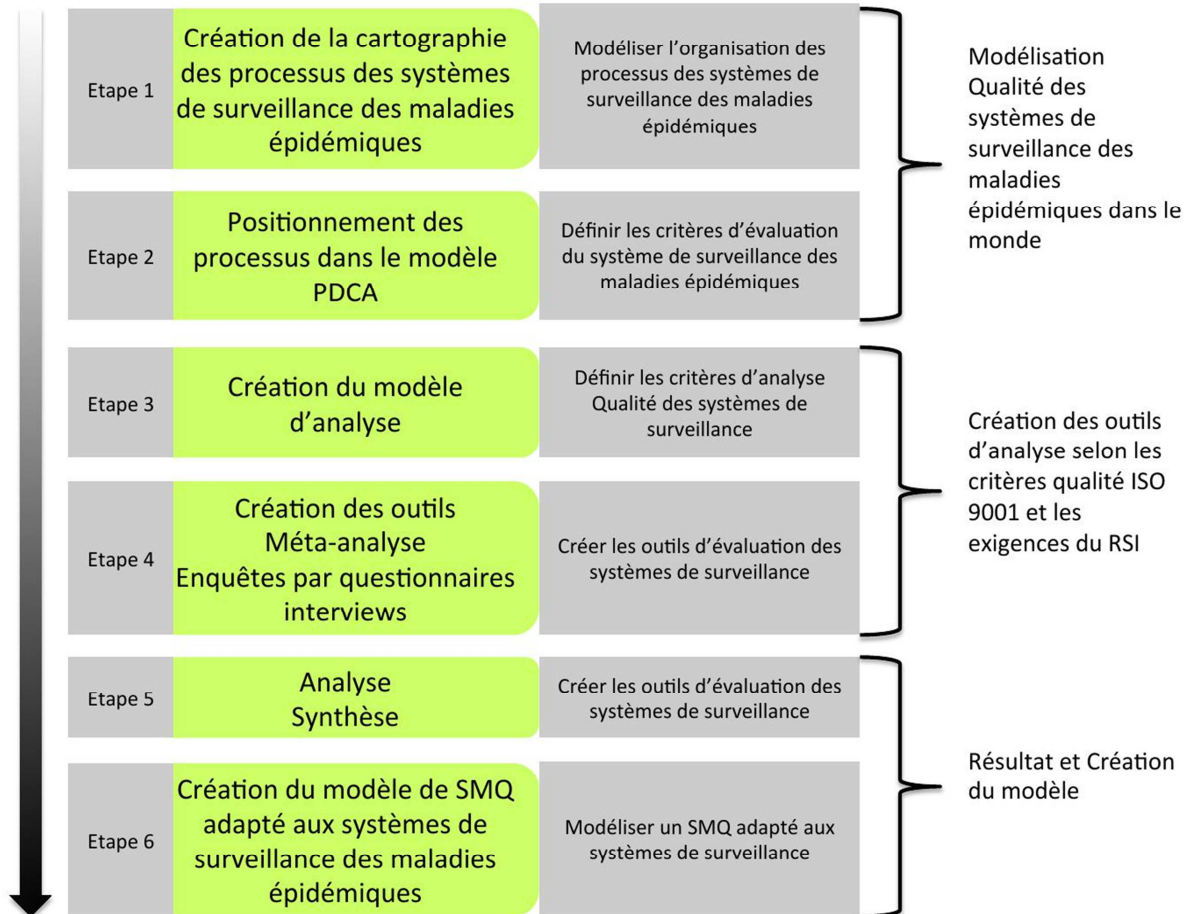 Etape 1
Création de la cartographie
des processus des systèmes
de surveillance des maladies
épidémiques
Modéliser l'organisation des
processus des systèmes de
surveillance des maladies
épidémiques
Modélisation
Qualité des
systèmes de
surveillance des
maladies
épidémiques dans le
monde
Etape 2
Positionnement des
processus dans le modèle
PDCA
Définir les critères d'évaluation
du système de surveillance des
maladies épidémiques
Etape 3
Création du modèle
d'analyse
Définir les critères d'analyse
Qualité des systèmes de
surveillance
Création des outils
d'analyse selon les
critères qualité ISO
9001 et les
exigences du RSI
Etape 4
Création des outils
Méta-analyse
Enquêtes par questionnaires
interviews
Créer les outils d'évaluation des
systèmes de surveillance
Etape 5
Analyse
Synthèse
Créer les outils d'évaluation des
systèmes de surveillance
Résultat et Création
du modèle
Etape 6
Création du modèle de SMQ
adapté aux systèmes de
surveillance des maladies
épidémiques
Modéliser un SMQ adapté aux
systèmes de surveillance